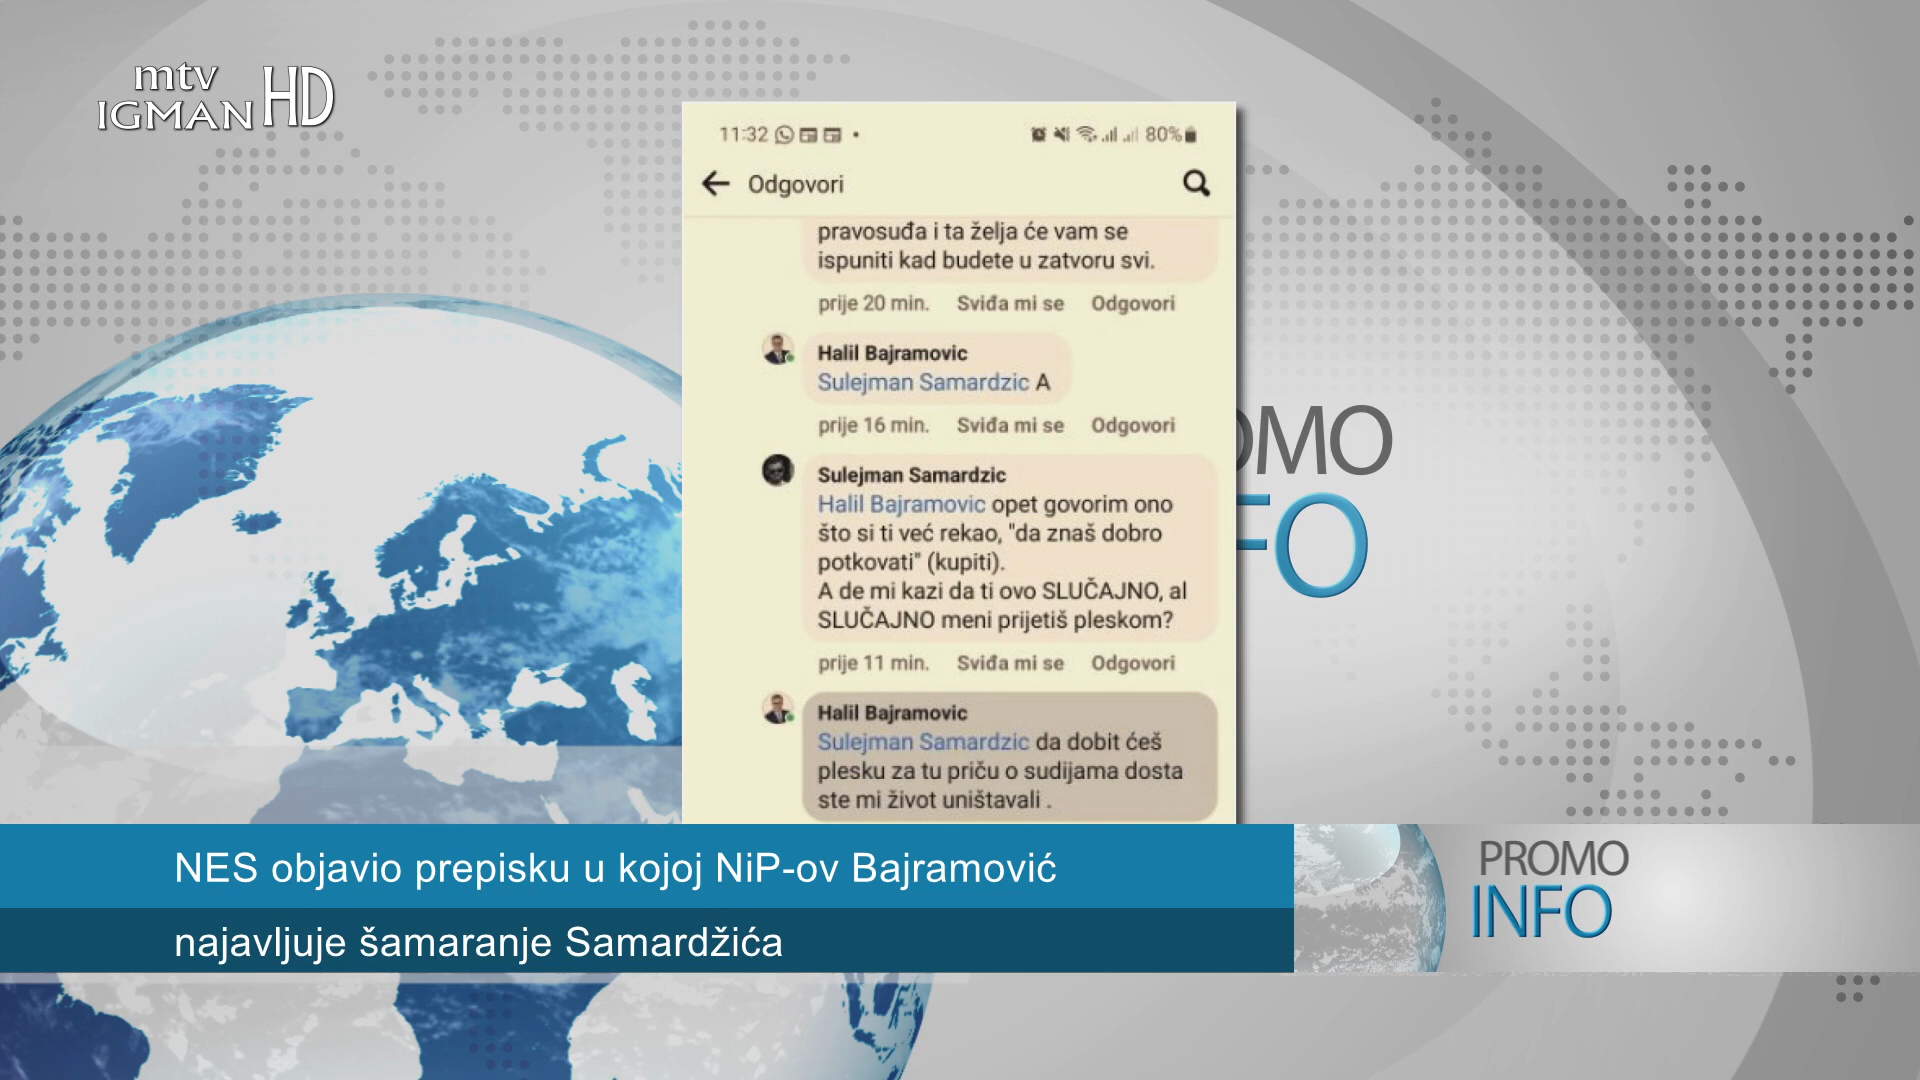 mtv
IGMAN HD
11:32
80%
Odgovori
pravosuđa i ta želja će vam se
ispuniti kad budete u zatvoru svi.
prije 20 min. Sviđa mi se Odgovori
Halil Bajramovic
Sulejman Samardzic A
prije 16 min. Sviđa mi se Odgovori
Sulejman Samardzic
Halil Bajramovic opet govorim ono
što si ti već rekao, "da znaš dobro
potkovati" (kupiti).
A de mi kazi da ti ovo SLUČAJNO, al
SLUČAJNO meni prijetiš pleskom?
prije 11 min. Sviđa mi se Odgovori
Halil Bajramovic
Sulejman Samardzic da dobit ćeš
plesku za tu priču o sudijama dosta
ste mi život uništavali .
OMO
FO
NES objavio prepisku u kojoj NiP-ov Bajramović
najavljuje šamaranje Samardžića
PROMO
INFO